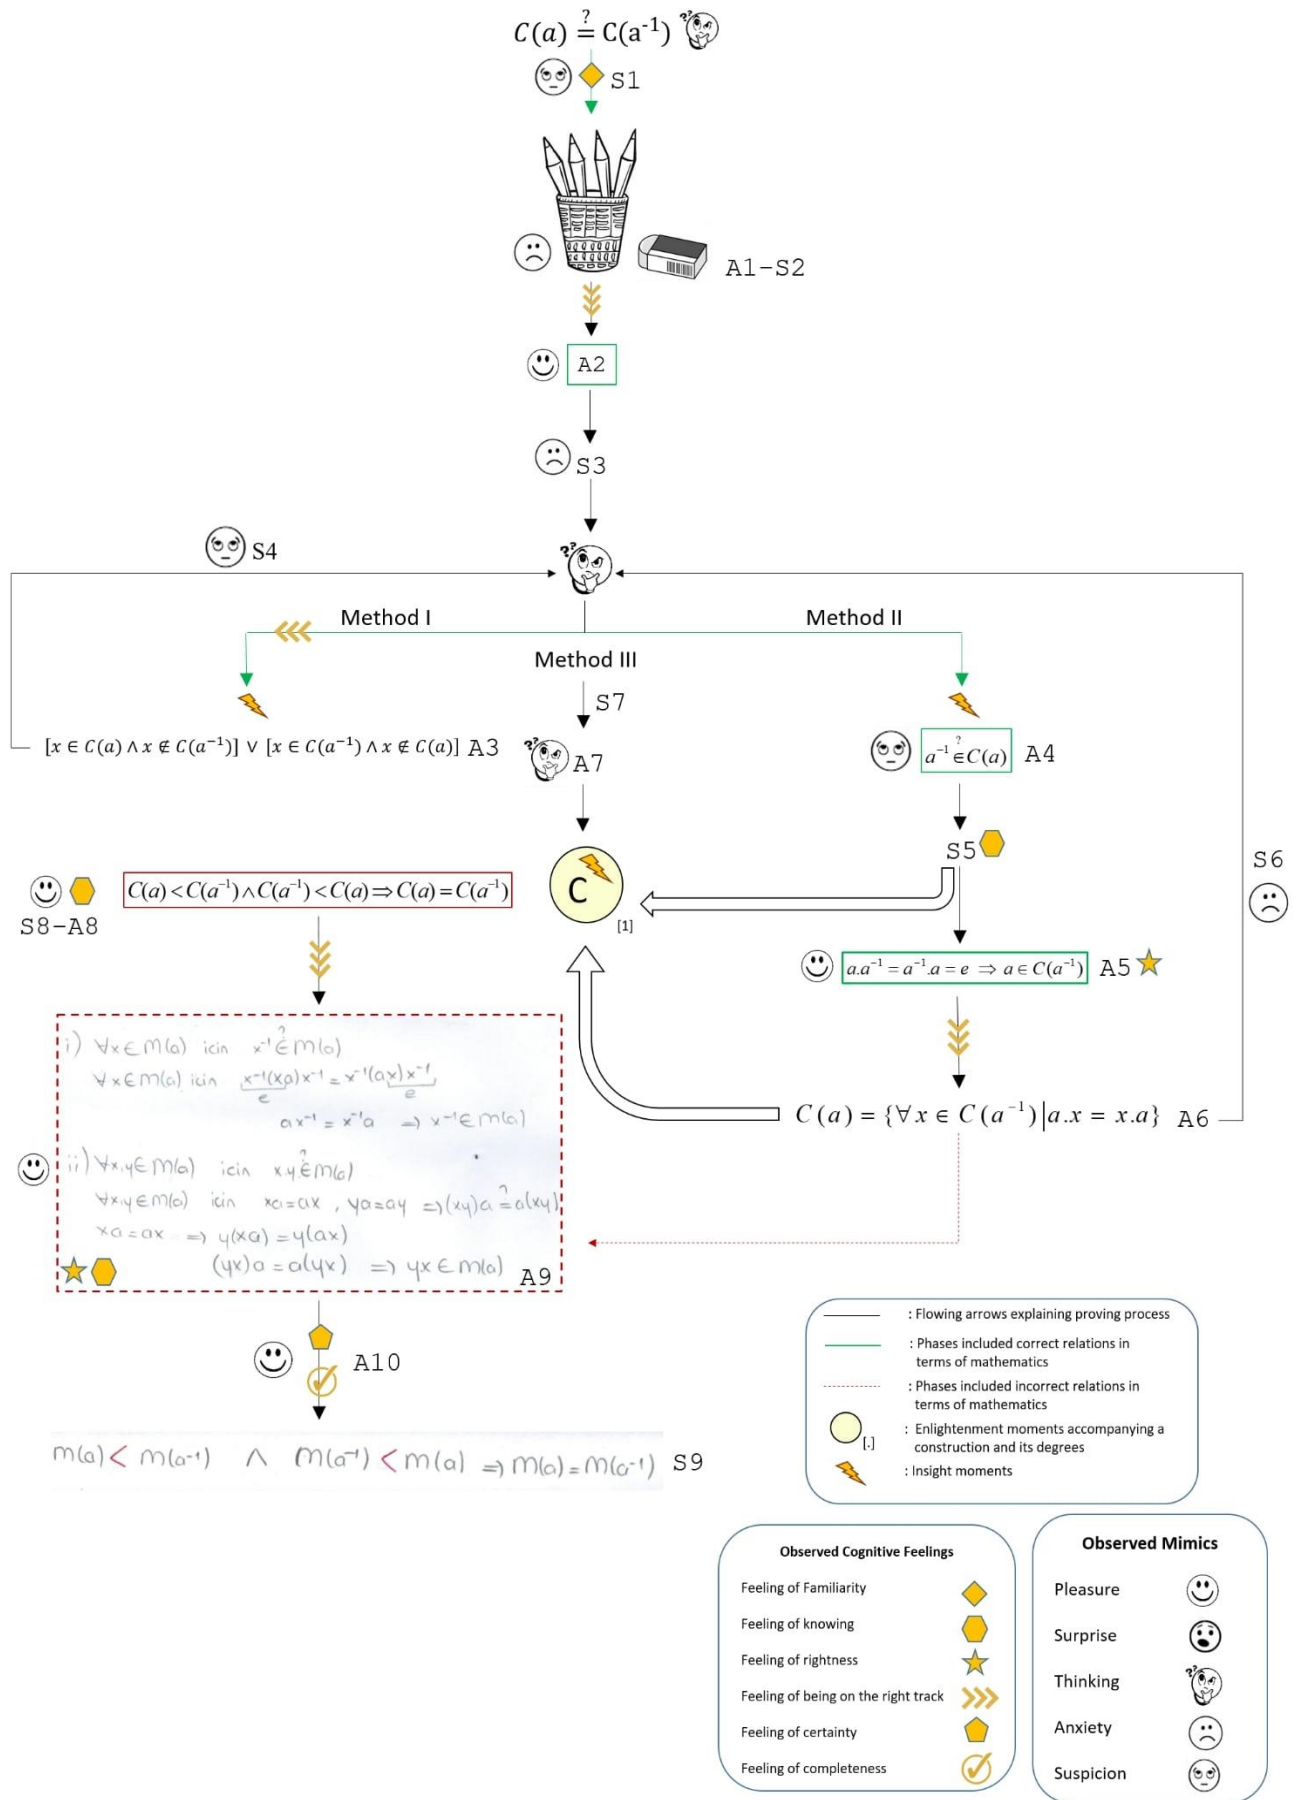 C(a) ≟ C(a⁻¹)
S1
A1-S2
A2
S3
S4
Method I
Method II
Method III
S7
[x ∈ C(a) ∧ x ∉ C(a⁻¹)] ∨ [x ∈ C(a⁻¹) ∧ x ∉ C(a)] A3
A7
a⁻¹ ∈? C(a) A4
S5
S6
C
[1]
C(a) < C(a⁻¹) ∧ C(a⁻¹) < C(a) ⇒ C(a) = C(a⁻¹)
S8-A8
a.a⁻¹ = a⁻¹.a = e ⇒ a ∈ C(a⁻¹) A5
C(a) = {∀x ∈ C(a⁻¹)|a.x = x.a} A6
i) ∀x∈m(a) icin x⁻¹ ∈? m(a)
∀x∈m(a) icin x⁻¹(xa)x⁻¹ = x⁻¹(ax)x⁻¹
e e
ax⁻¹ = x⁻¹a ⇒ x⁻¹∈m(a)
ii) ∀x,y∈m(a) icin xy ∈? m(a)
∀x,y∈m(a) icin xa=ax , ya=ay ⇒ (xy)a ≟ a(xy)
xa=ax ⇒ y(xa) = y(ax)
(yx)a = a(yx) ⇒ yx∈m(a)
A9
A10
m(a) < m(a⁻¹) ∧ m(a⁻¹) < m(a) ⇒ m(a) = m(a⁻¹) S9
: Flowing arrows explaining proving process
: Phases included correct relations in
terms of mathematics
: Phases included incorrect relations in
terms of mathematics
[.] : Enlightenment moments accompanying a
construction and its degrees
: Insight moments
Observed Cognitive Feelings
Feeling of Familiarity
Feeling of knowing
Feeling of rightness
Feeling of being on the right track
Feeling of certainty
Feeling of completeness
Observed Mimics
Pleasure
Surprise
Thinking
Anxiety
Suspicion